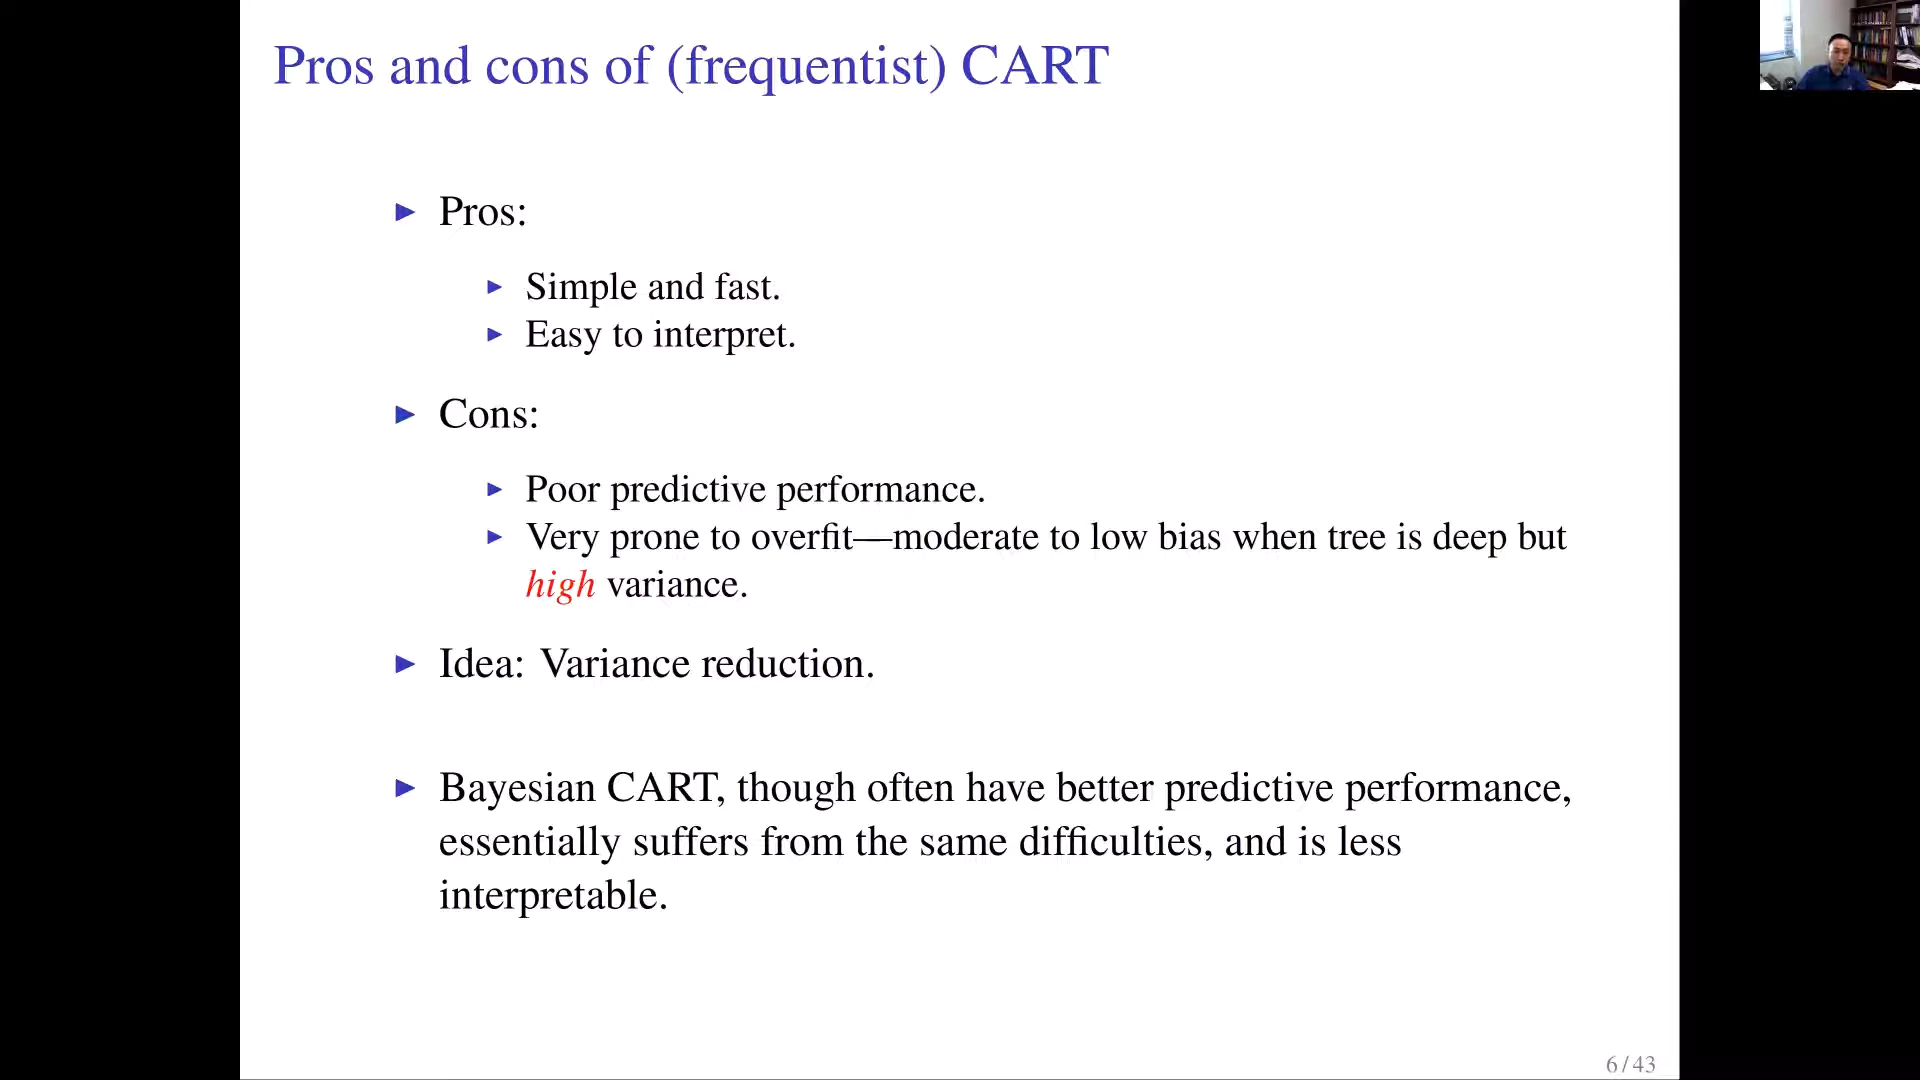 Pros and cons of (frequentist) CART
▶ Pros:
▶ Simple and fast.
▶ Easy to interpret.
▶ Cons:
▶ Poor predictive performance.
▶ Very prone to overfit—moderate to low bias when tree is deep but
high variance.
▶ Idea: Variance reduction.
▶ Bayesian CART, though often have better predictive performance,
essentially suffers from the same difficulties, and is less
interpretable.
6 / 43